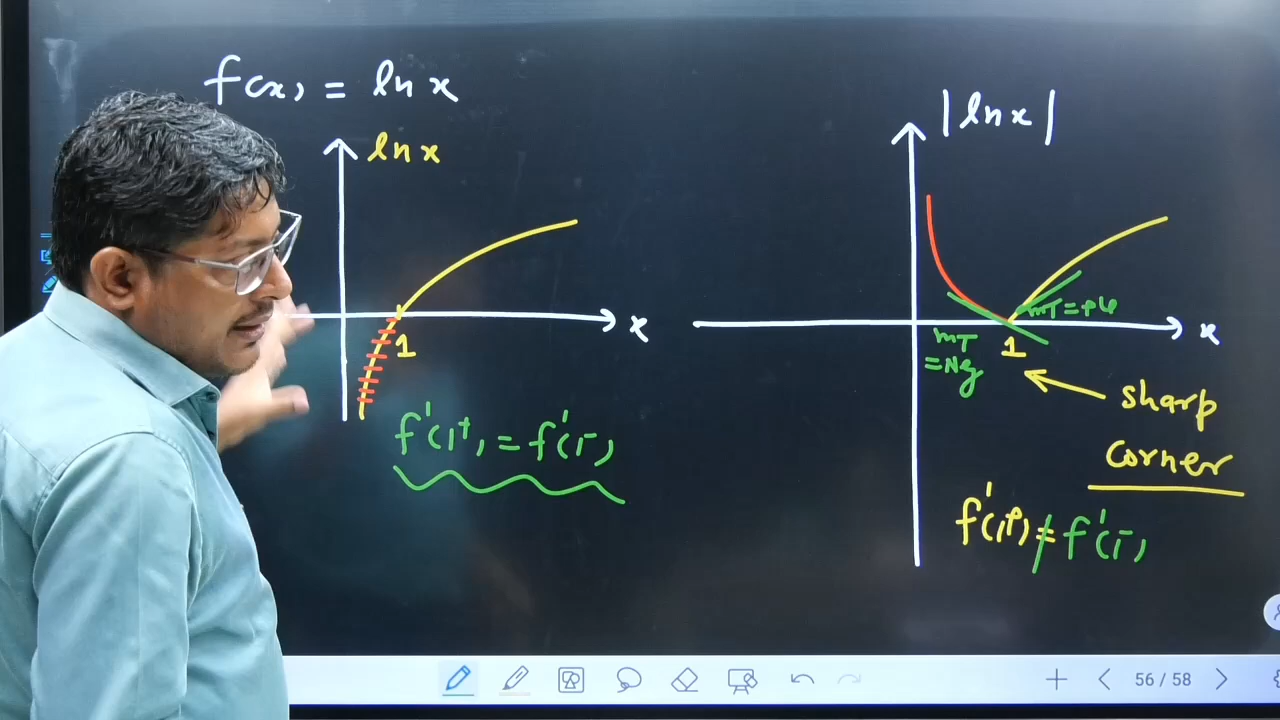 f(x) = ln x
ln x
x
1
f'(1⁺) = f'(1⁻)
|ln x|
mT = +ve
x
mT
= Neg
1
sharp
corner
f'(1⁺) ≠ f'(1⁻)
56 / 58